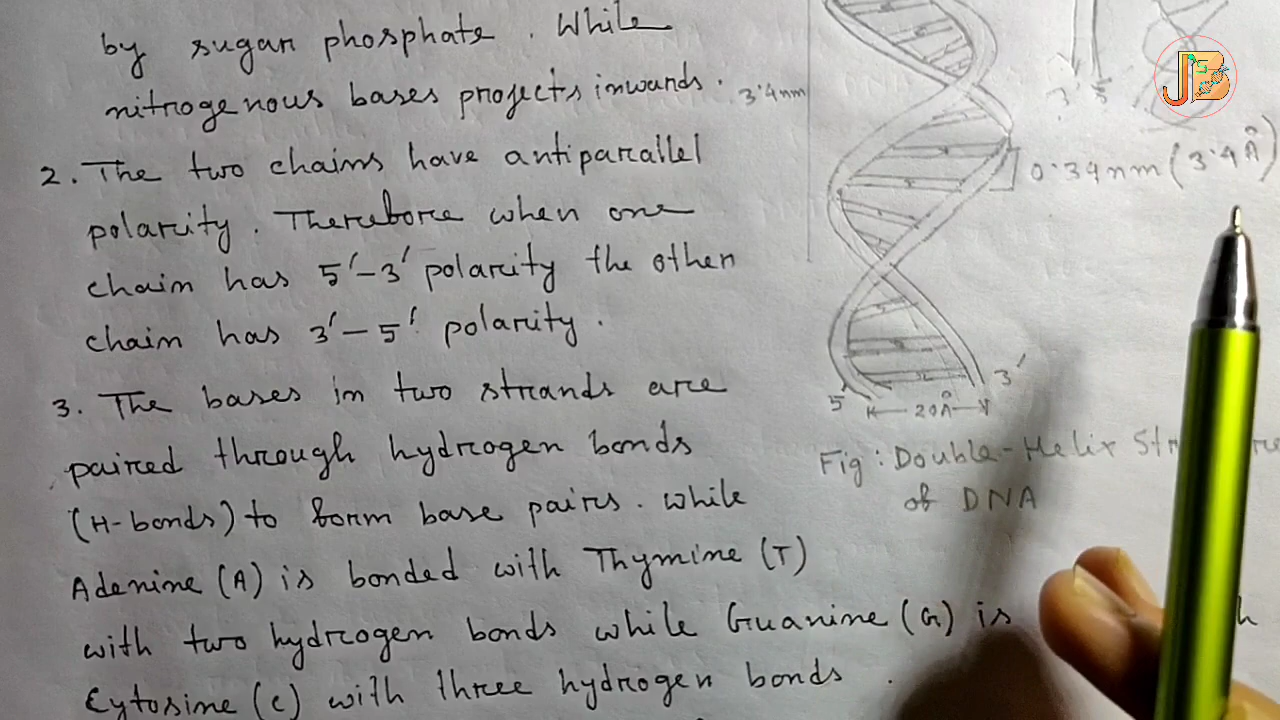 by sugar phosphate. While
nitrogenous bases projects inwards.
2. The two chains have antiparallel
polarity. Therefore when one
chain has 5'-3' polarity the other
chain has 3'-5' polarity.
3. The bases in two strands are
paired through hydrogen bonds
(H-bonds) to form base pairs. while
Adenine (A) is bonded with Thymine (T)
with two hydrogen bonds while Guanine (G) is
Cytosine (C) with three hydrogen bonds.
3.4nm
3' 5'
0.34nm (3.4Å)
5' 3'
20Å
Fig: Double-Helix
of DNA
JB